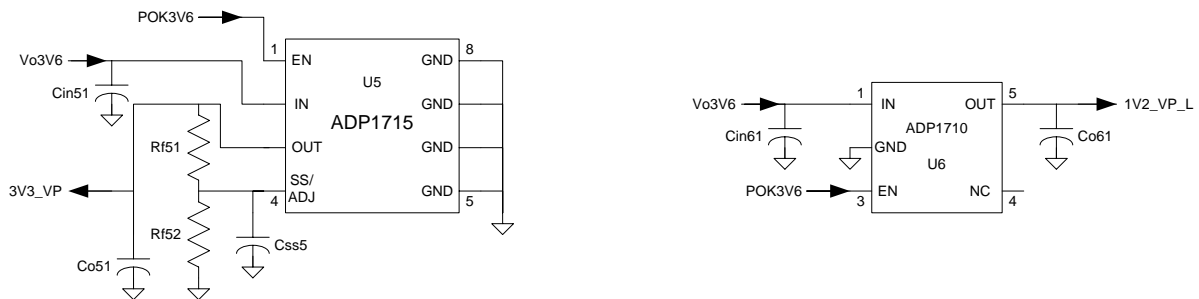 POK3V6
1
EN
U5
GND
8
Vo3V6
Cin51
IN
GND
ADP1715
Rf51
OUT
GND
3V3_VP
SS/
ADJ
4
GND
5
Rf52
Css5
Co51
Vo3V6
1
IN
OUT
5
1V2_VP_L
Cin61
ADP1710
Co61
GND
U6
POK3V6
EN
3
NC
4